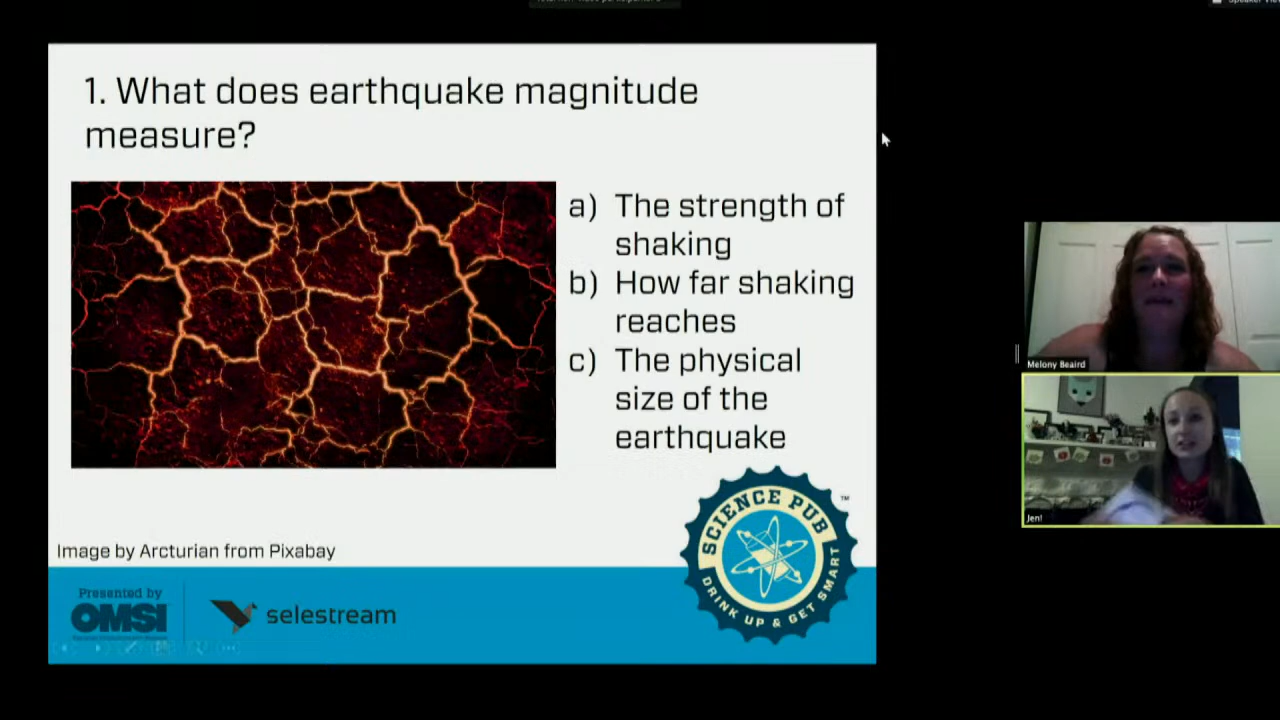 1. What does earthquake magnitude
measure?
a) The strength of
shaking
b) How far shaking
reaches
c) The physical
size of the
earthquake
Image by Arcturian from Pixabay
Presented by
OMSI
selestream
SCIENCE PUB
DRINK UP & GET SMART
TM
Melony Beaird
Jen!